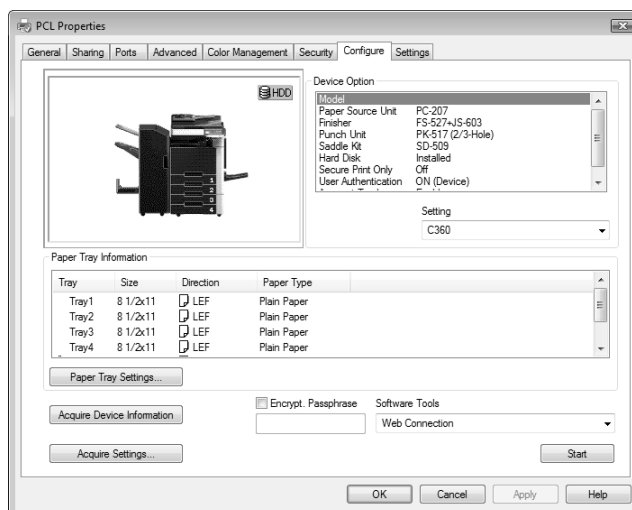 PCL Properties
General Sharing Ports Advanced Color Management Security Configure Settings
HDD
1
2
3
4
Device Option
Model
Paper Source Unit PC-207
Finisher FS-527+JS-603
Punch Unit PK-517 (2/3-Hole)
Saddle Kit SD-509
Hard Disk Installed
Secure Print Only Off
User Authentication ON (Device)
Setting
C360
Paper Tray Information
Tray Size Direction Paper Type
Tray1 8 1/2x11 LEF Plain Paper
Tray2 8 1/2x11 LEF Plain Paper
Tray3 8 1/2x11 LEF Plain Paper
Tray4 8 1/2x11 LEF Plain Paper
Paper Tray Settings...
Acquire Device Information
Encrypt. Passphrase
Software Tools
Web Connection
Acquire Settings...
Start
OK Cancel Apply Help